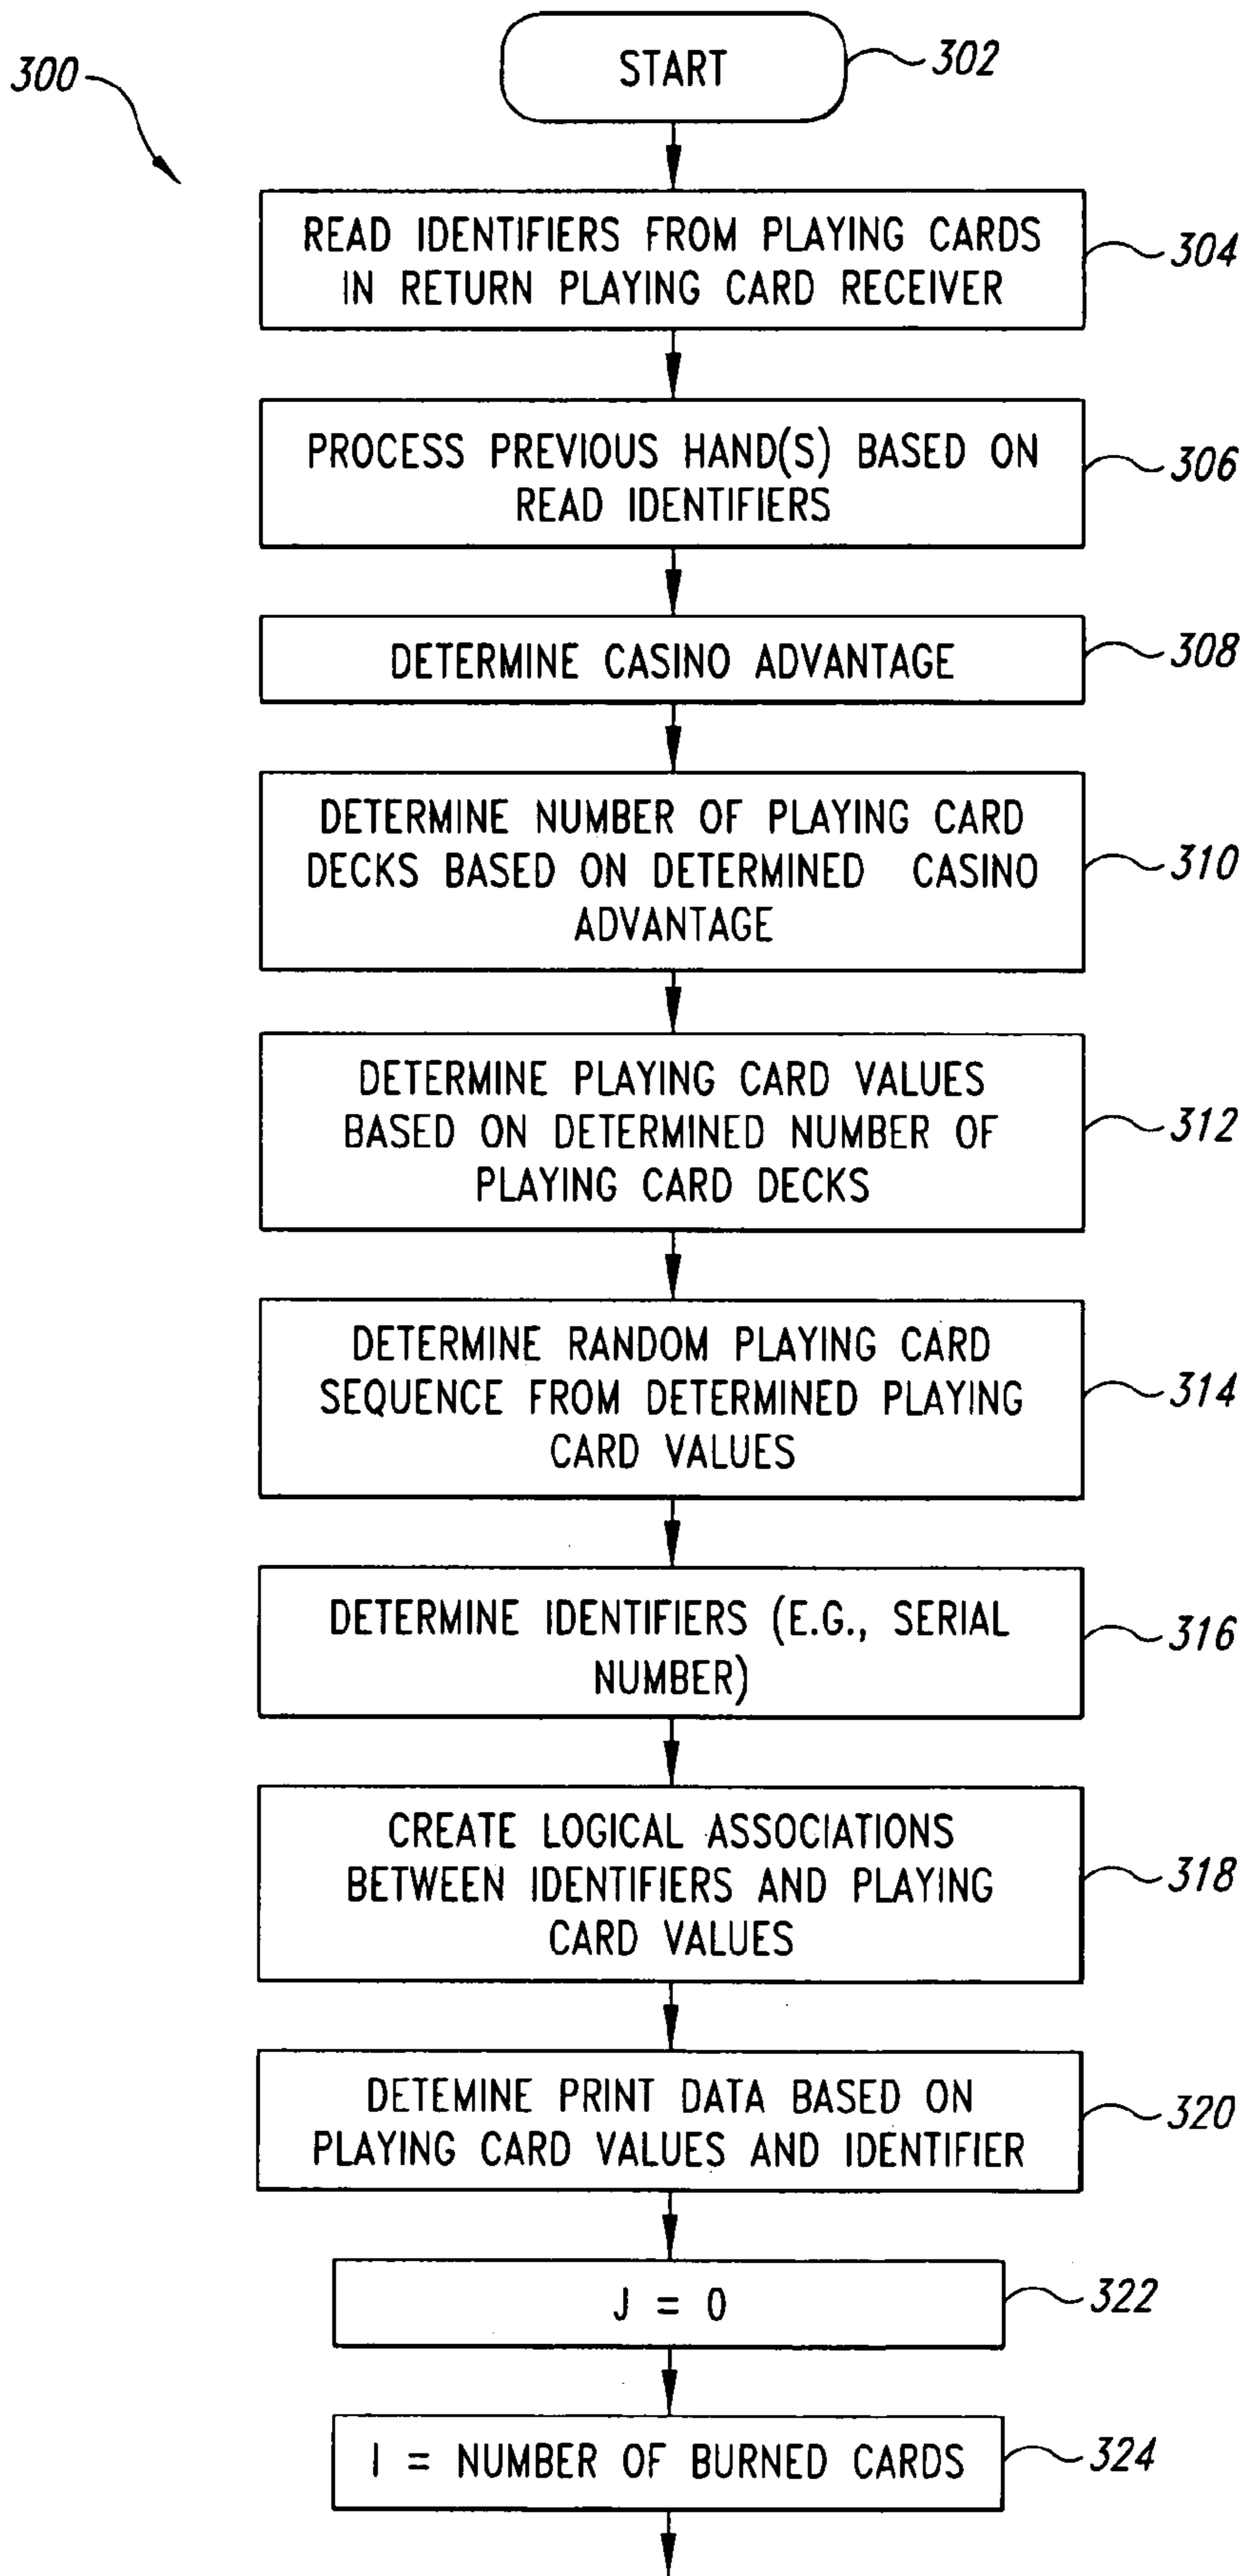 300
START
302
READ IDENTIFIERS FROM PLAYING CARDS
IN RETURN PLAYING CARD RECEIVER
304
PROCESS PREVIOUS HAND(S) BASED ON
READ IDENTIFIERS
306
DETERMINE CASINO ADVANTAGE
308
DETERMINE NUMBER OF PLAYING CARD
DECKS BASED ON DETERMINED CASINO
ADVANTAGE
310
DETERMINE PLAYING CARD VALUES
BASED ON DETERMINED NUMBER OF
PLAYING CARD DECKS
312
DETERMINE RANDOM PLAYING CARD
SEQUENCE FROM DETERMINED PLAYING
CARD VALUES
314
DETERMINE IDENTIFIERS (E.G., SERIAL
NUMBER)
316
CREATE LOGICAL ASSOCIATIONS
BETWEEN IDENTIFIERS AND PLAYING
CARD VALUES
318
DETEMINE PRINT DATA BASED ON
PLAYING CARD VALUES AND IDENTIFIER
320
J = 0
322
I = NUMBER OF BURNED CARDS
324